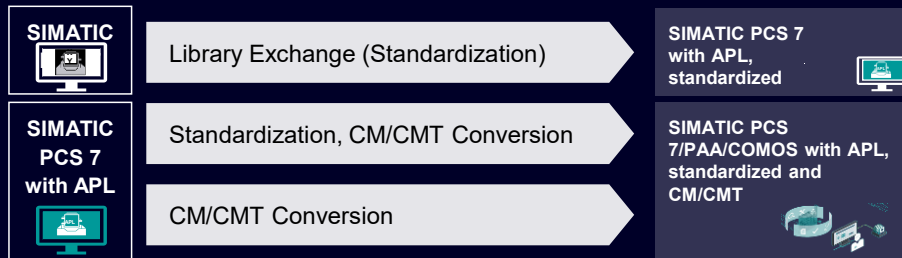 SIMATIC
Library Exchange (Standardization)
SIMATIC PCS 7
with APL,
standardized
SIMATIC
PCS 7
with APL
APL
Standardization, CM/CMT Conversion
CM/CMT Conversion
SIMATIC PCS
7/PAA/COMOS with APL,
standardized and
CM/CMT